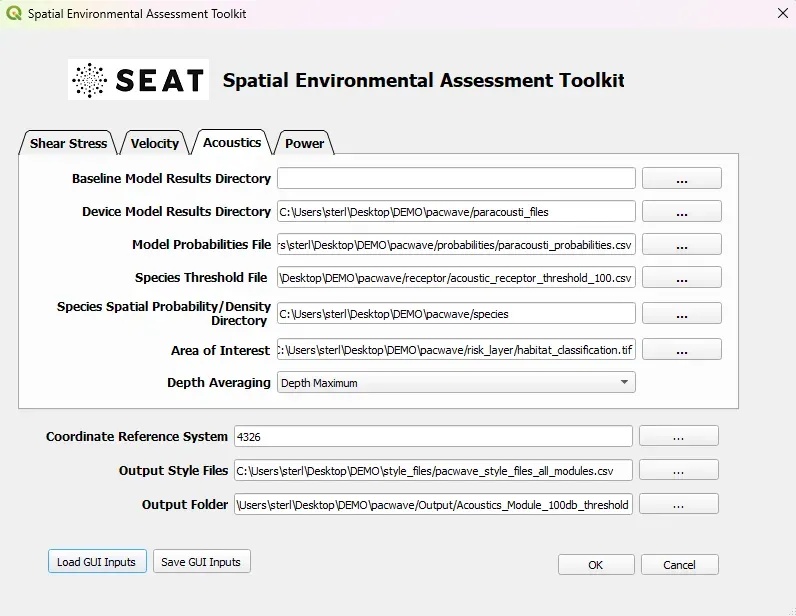 Spatial Environmental Assessment Toolkit
SEAT Spatial Environmental Assessment Toolkit
Shear Stress Velocity Acoustics Power
Baseline Model Results Directory ...
Device Model Results Directory C:\Users\sterl\Desktop\DEMO\pacwave/paracousti_files ...
Model Probabilities File rs\sterl\Desktop\DEMO\pacwave/probabilities/paracousti_probabilities.csv ...
Species Threshold File \Desktop\DEMO\pacwave/receptor/acoustic_receptor_threshold_100.csv ...
Species Spatial Probability/Density
Directory C:\Users\sterl\Desktop\DEMO\pacwave/species ...
Area of Interest C:\Users\sterl\Desktop\DEMO\pacwave/risk_layer/habitat_classification.tif ...
Depth Averaging Depth Maximum
Coordinate Reference System 4326 ...
Output Style Files C:\Users\sterl\Desktop\DEMO\style_files/pacwave_style_files_all_modules.csv ...
Output Folder \Users\sterl\Desktop\DEMO\pacwave/Output/Acoustics_Module_100db_threshold ...
Load GUI Inputs Save GUI Inputs OK Cancel